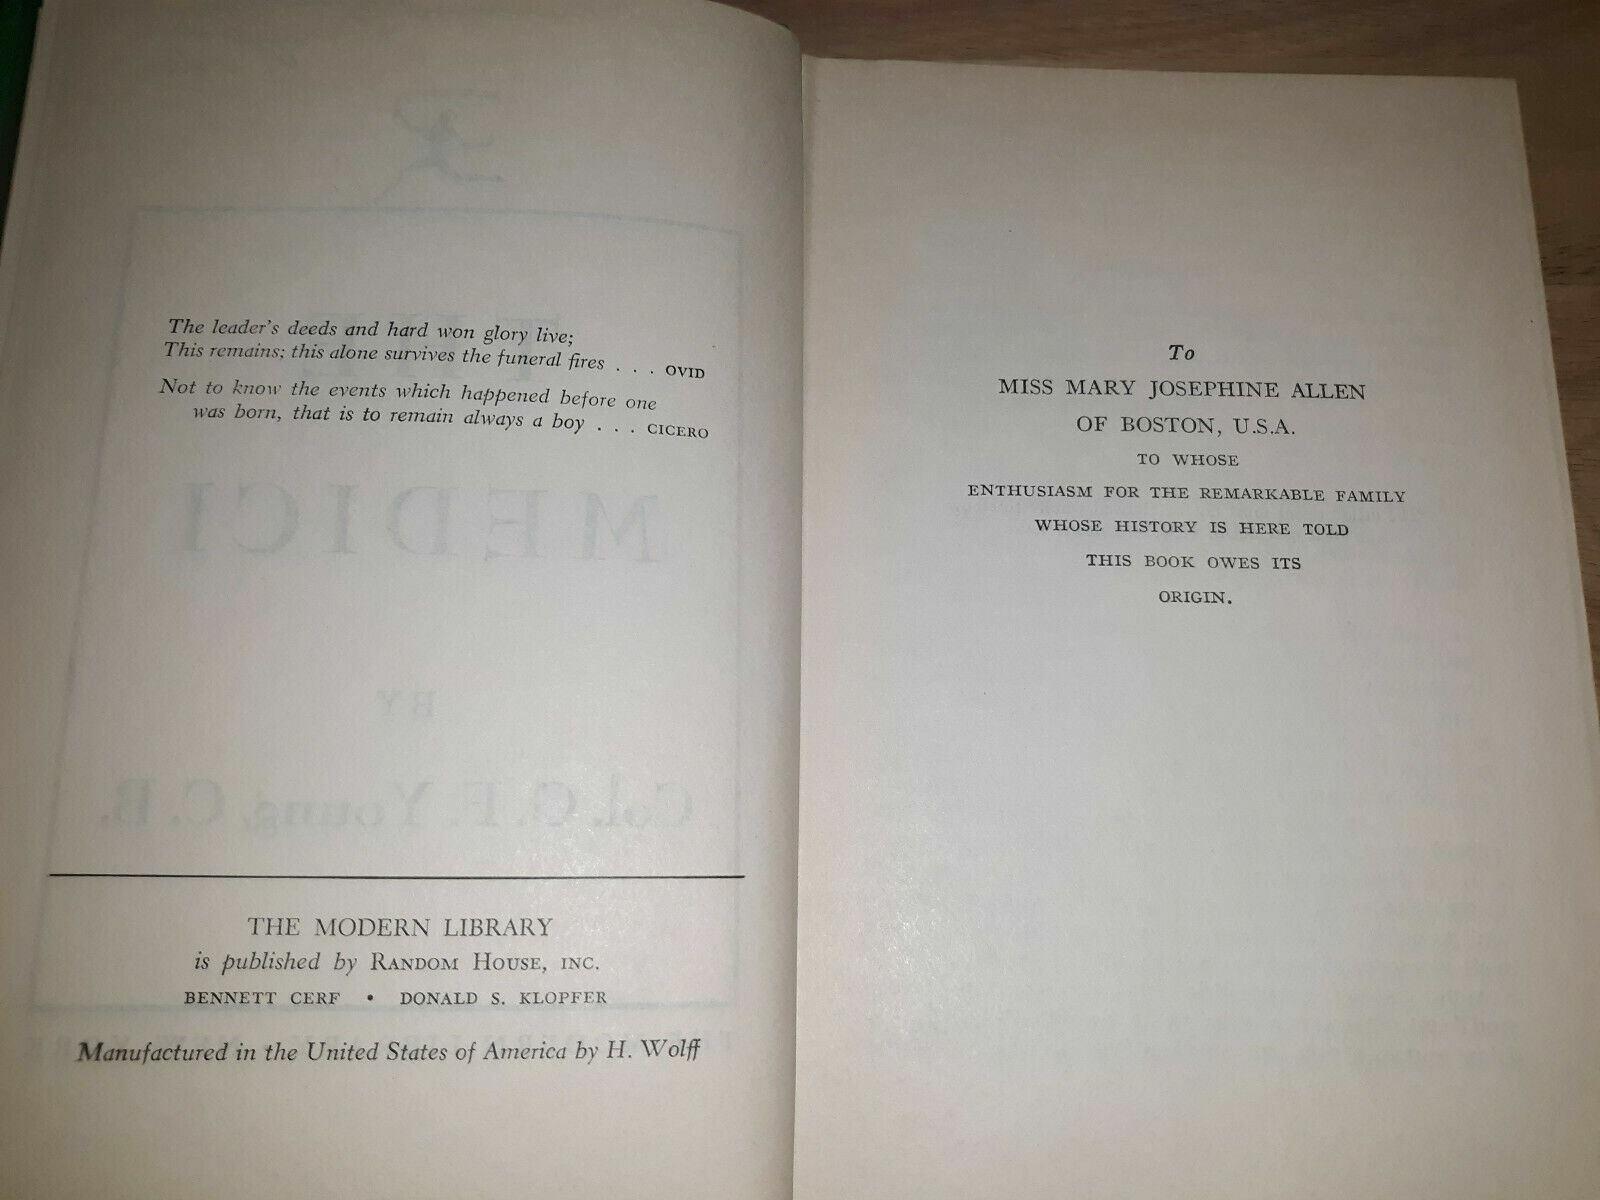 The leader's deeds and hard won glory live;
This remains; this alone survives the funeral fires . . . OVID
Not to know the events which happened before one
was born, that is to remain always a boy . . . CICERO
MEDICI
BY
Col. G. F. Young, C.B.
THE MODERN LIBRARY
is published by RANDOM HOUSE, INC.
BENNETT CERF • DONALD S. KLOPFER
Manufactured in the United States of America by H. Wolff
To
MISS MARY JOSEPHINE ALLEN
OF BOSTON, U.S.A.
TO WHOSE
ENTHUSIASM FOR THE REMARKABLE FAMILY
WHOSE HISTORY IS HERE TOLD
THIS BOOK OWES ITS
ORIGIN.